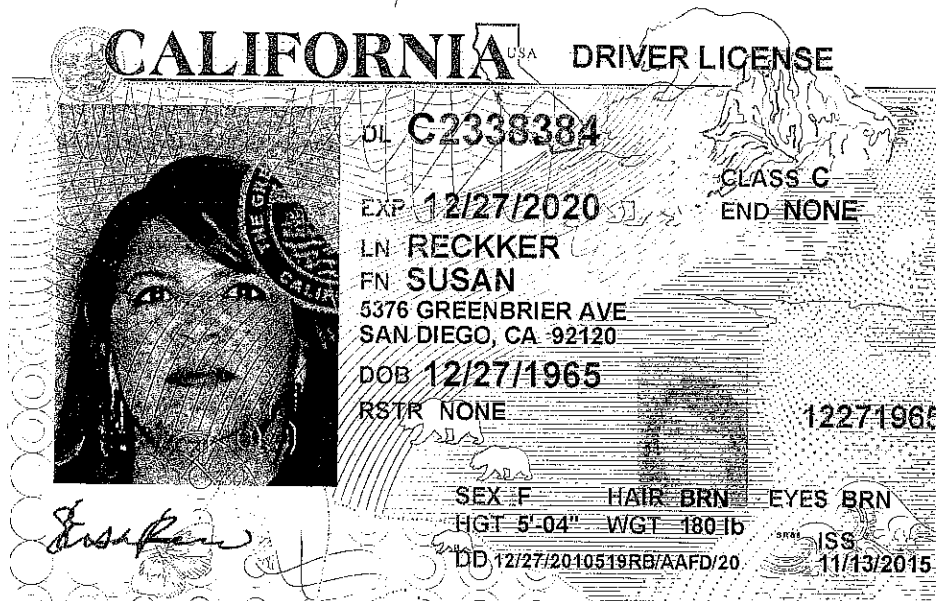 CALIFORNIA USA DRIVER LICENSE
DL C2338384
CLASS C
EXP 12/27/2020 END NONE
LN RECKKER
FN SUSAN
5376 GREENBRIER AVE
SAN DIEGO, CA 92120
DOB 12/27/1965
RSTR NONE 12271965
SEX F HAIR BRN EYES BRN
HGT 5'-04" WGT 180 lb ISS
DD 12/27/2010519RB/AAFD/20 11/13/2015